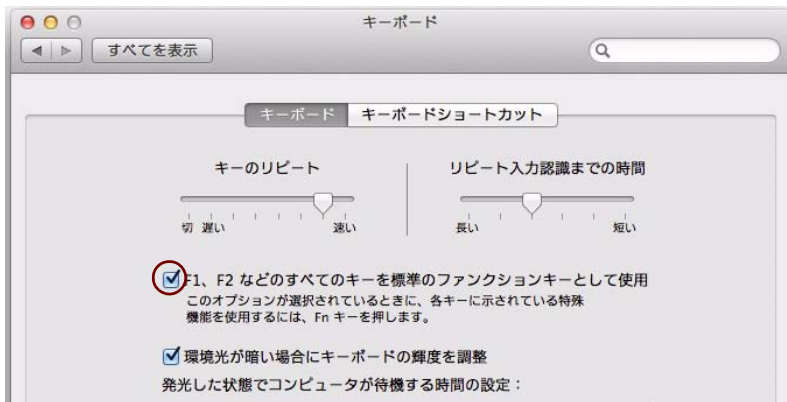 キーボード
すべてを表示
キーボード キーボードショートカット
キーのリピート リピート入力認識までの時間
切 遅い 速い 長い 短い
F1、F2 などのすべてのキーを標準のファンクションキーとして使用
このオプションが選択されているときに、各キーに示されている特殊
機能を使用するには、Fn キーを押します。
環境光が暗い場合にキーボードの輝度を調整
発光した状態でコンピュータが待機する時間の設定：